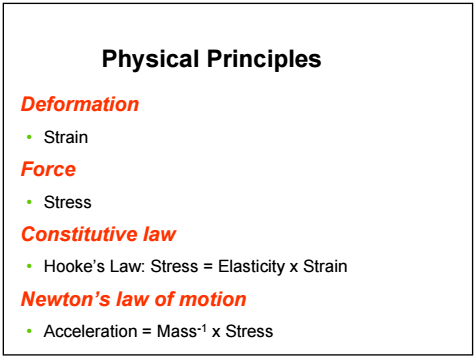 Physical Principles
Deformation
• Strain
Force
• Stress
Constitutive law
• Hooke's Law: Stress = Elasticity x Strain
Newton's law of motion
• Acceleration = Mass⁻¹ x Stress